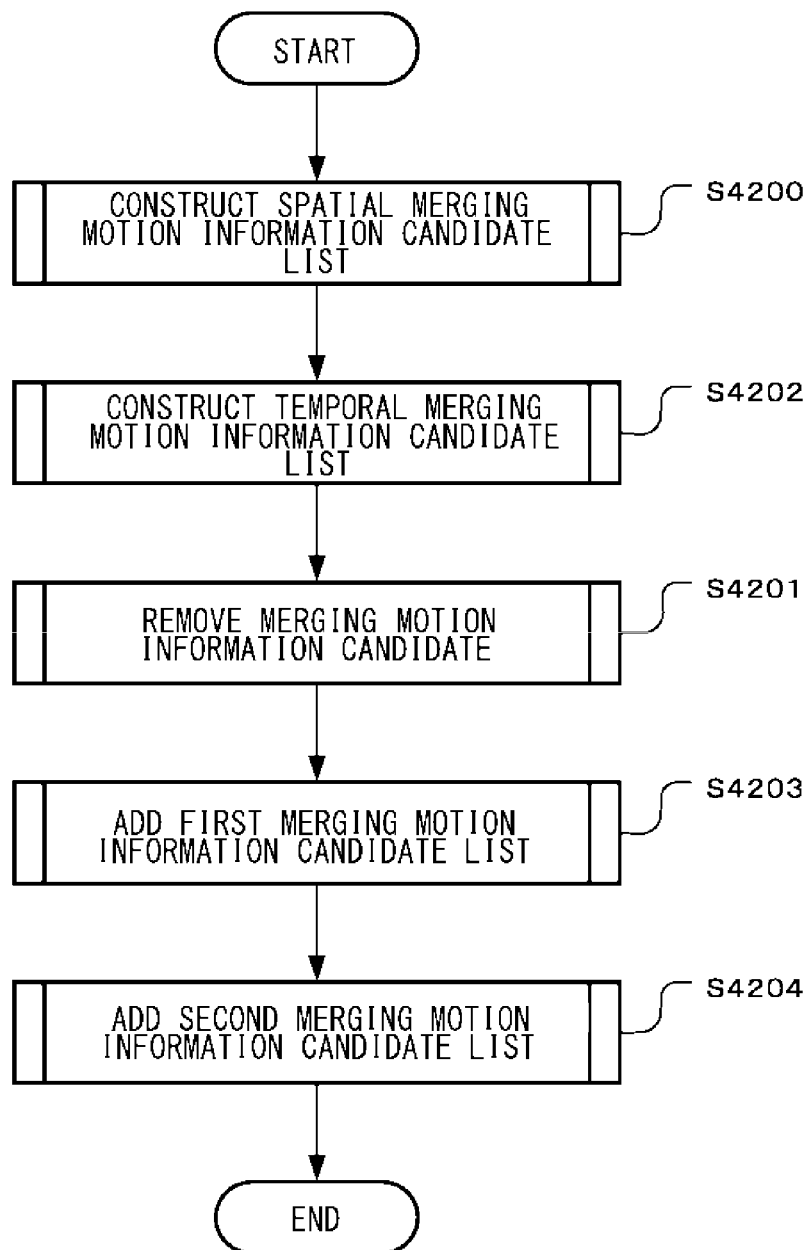 START
CONSTRUCT SPATIAL MERGING
MOTION INFORMATION CANDIDATE
LIST
S4200
CONSTRUCT TEMPORAL MERGING
MOTION INFORMATION CANDIDATE
LIST
S4202
REMOVE MERGING MOTION
INFORMATION CANDIDATE
S4201
ADD FIRST MERGING MOTION
INFORMATION CANDIDATE LIST
S4203
ADD SECOND MERGING MOTION
INFORMATION CANDIDATE LIST
S4204
END